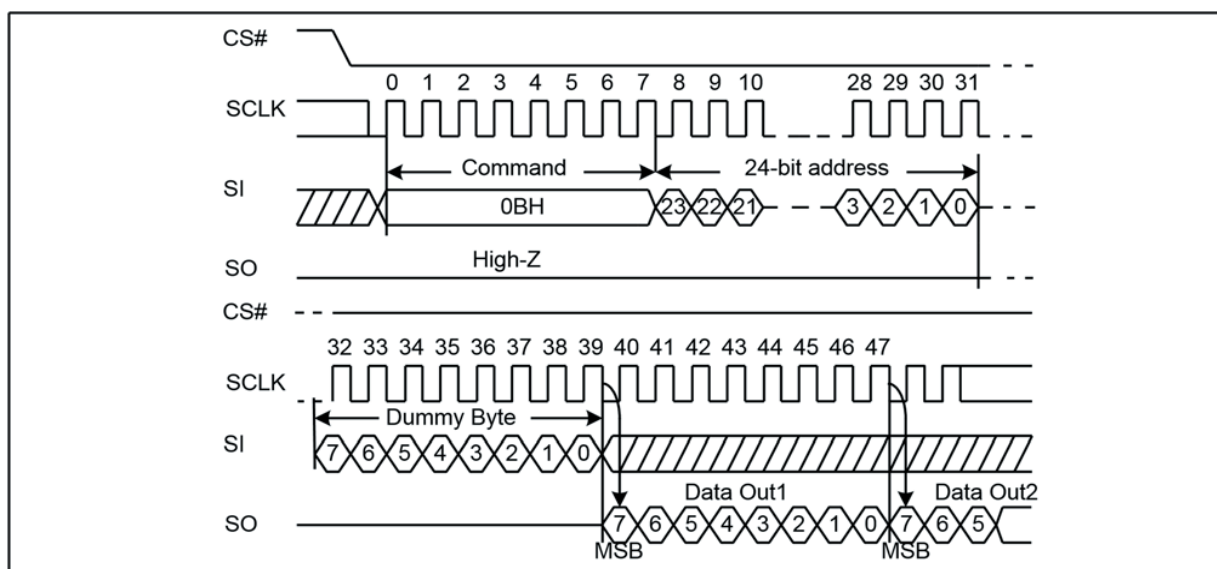 CS#
0 1 2 3 4 5 6 7 8 9 10 28 29 30 31
SCLK
Command 24-bit address
SI
0BH 23 22 21 3 2 1 0
High-Z
SO
CS#
32 33 34 35 36 37 38 39 40 41 42 43 44 45 46 47
SCLK
Dummy Byte
SI
7 6 5 4 3 2 1 0
Data Out1 Data Out2
SO
7 6 5 4 3 2 1 0 7 6 5
MSB MSB